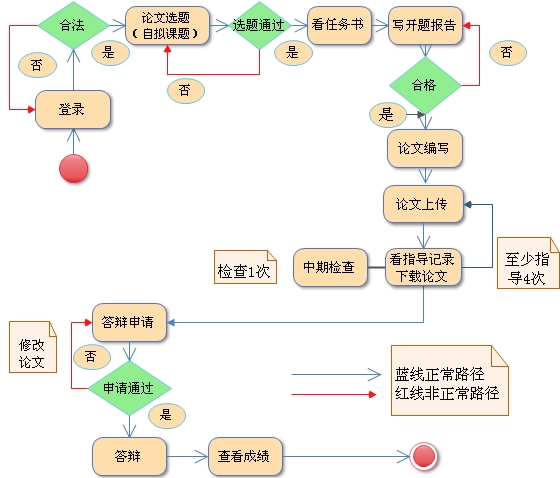 合法
论文选题
（自拟课题）
选题通过
看任务书
写开题报告
否
是
否
是
否
登录
合格
是
论文编写
论文上传
检查1次
中期检查
看指导记录
下载论文
至少指
导4次
答辩申请
修改
论文
否
申请通过
是
蓝线正常路径
红线非正常路径
答辩
查看成绩